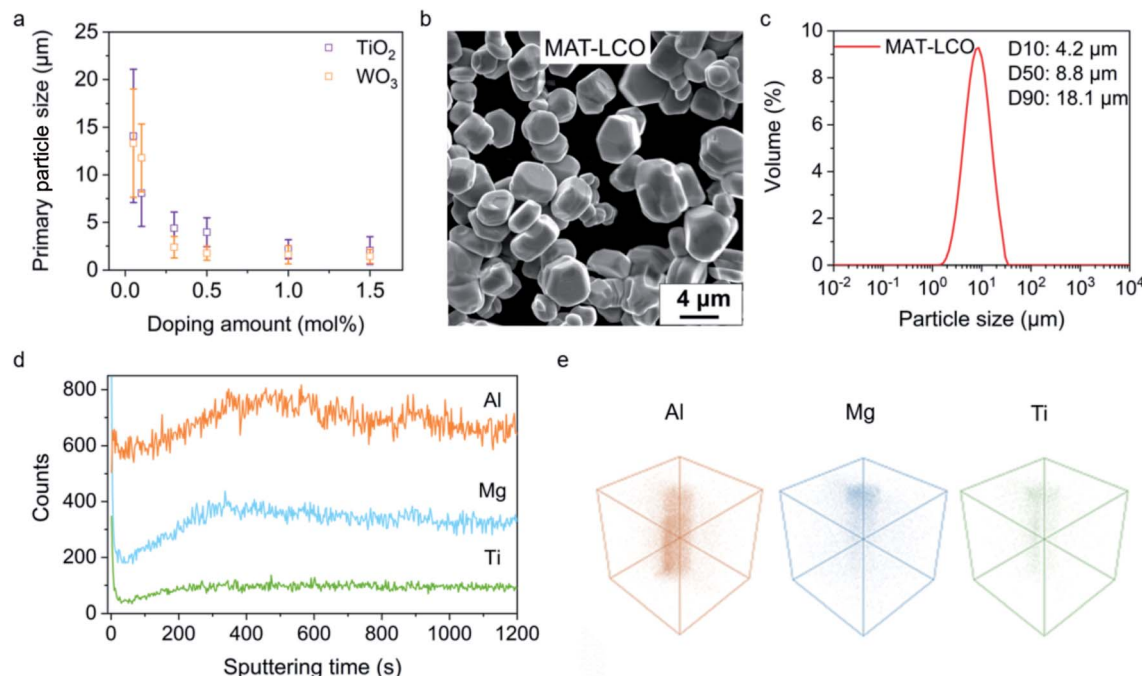 a
Primary particle size (µm)
25
20
15
10
5
0
TiO₂
WO₃
0.0 0.5 1.0 1.5
Doping amount (mol%)
b
MAT-LCO
4 µm
c
Volume (%)
10
8
6
4
2
0
MAT-LCO
D10: 4.2 µm
D50: 8.8 µm
D90: 18.1 µm
10⁻² 10⁻¹ 10⁰ 10¹ 10² 10³ 10⁴
Particle size (µm)
d
Counts
800
600
400
200
0
Al
Mg
Ti
0 200 400 600 800 1000 1200
Sputtering time (s)
e
Al Mg Ti